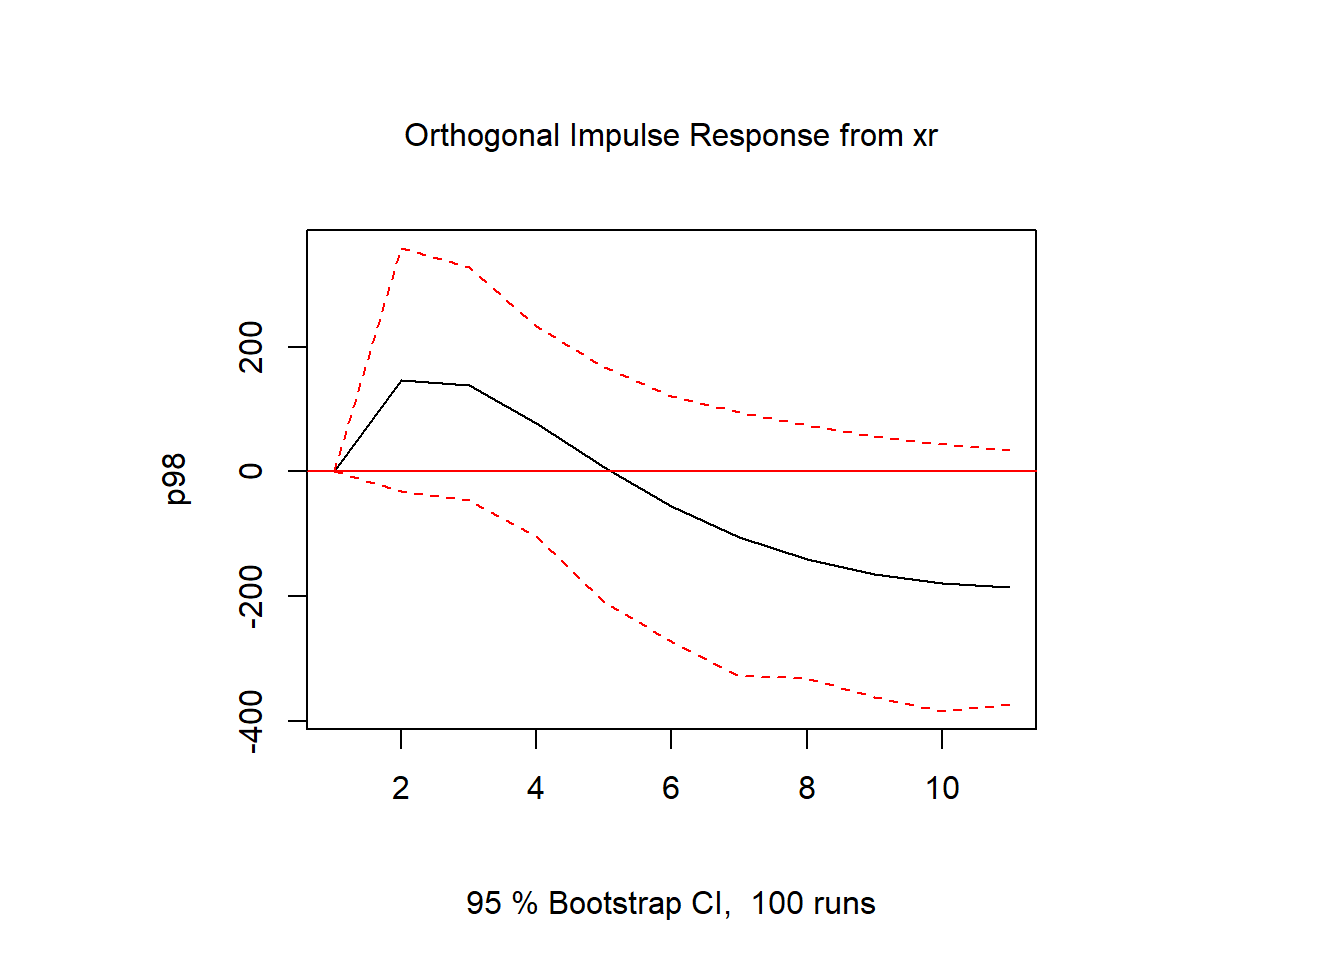 Orthogonal Impulse Response from xr
p98
200
0
-200
-400
2 4 6 8 10
95 % Bootstrap CI,  100 runs